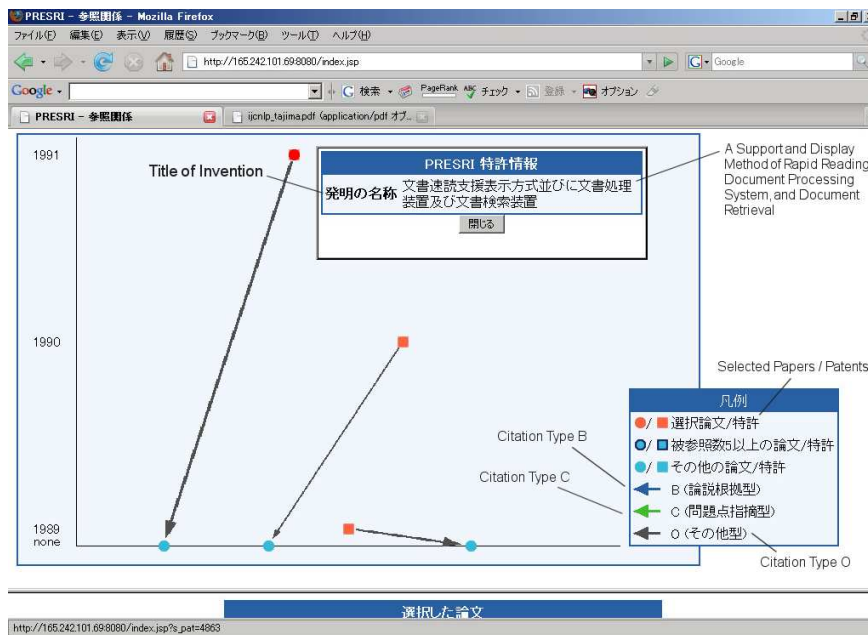 PRESRI - 参照関係 - Mozilla Firefox
ファイル(F) 編集(E) 表示(V) 履歴(S) ブックマーク(B) ツール(T) ヘルプ(H)
http://165.242.101.69:8080/index.jsp
Google
Google 検索 PageRank ABC チェック 登録 オプション
PRESRI - 参照関係
ijcnlp_tajima.pdf (application/pdf オブ...
1991
Title of Invention
PRESRI 特許情報
発明の名称
文書速読支援表示方式並びに文書処理
装置及び文書検索装置
閉じる
A Support and Display
Method of Rapid Reading
Document Processing
System, and Document
Retrieval
1990
Selected Papers / Patents
凡例
/ 選択論文/特許
/ 被参照数5以上の論文/特許
/ その他の論文/特許
B (論説根拠型)
C (問題点指摘型)
O (その他型)
Citation Type B
Citation Type C
Citation Type O
1989
none
選択した論文
http://165.242.101.69:8080/index.jsp?s_pat=4863